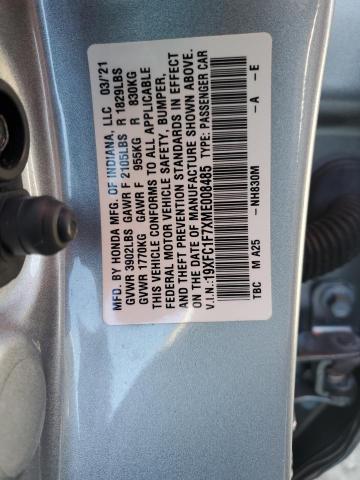 MFD. BY HONDA MFG. OF INDIANA, LLC 03/'21
GVWR 3902LBS GAWR F 2105LBS R 1829LBS
GVWR 1770KG GAWR F 955KG R 830KG
THIS VEHICLE CONFORMS TO ALL APPLICABLE
FEDERAL MOTOR VEHICLE SAFETY, BUMPER,
AND THEFT PREVENTION STANDARDS IN EFFECT
ON THE DATE OF MANUFACTURE SHOWN ABOVE.
V.I.N.:19XFC1F7XME008485 TYPE: PASSENGER CAR
TBC M A25 -NH830M -A -E